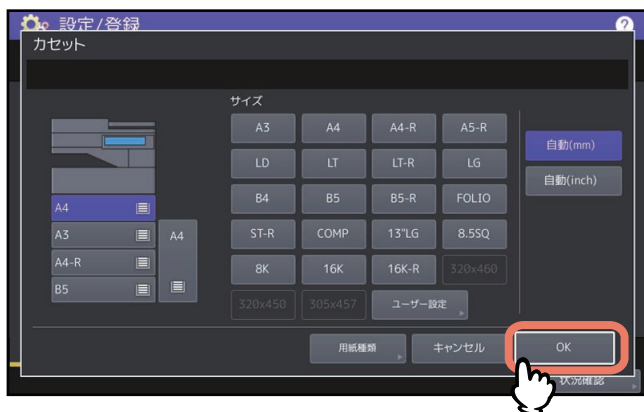 設定/登録 ?
カセット
サイズ
A3 A4 A4-R A5-R
自動(mm)
LD LT LT-R LG
自動(inch)
A4
B4 B5 B5-R FOLIO
A3 A4
ST-R COMP 13"LG 8.5SQ
A4-R
8K 16K 16K-R 320x460
B5
320x450 305x457 ユーザー設定
用紙種類 キャンセル OK
状況確認